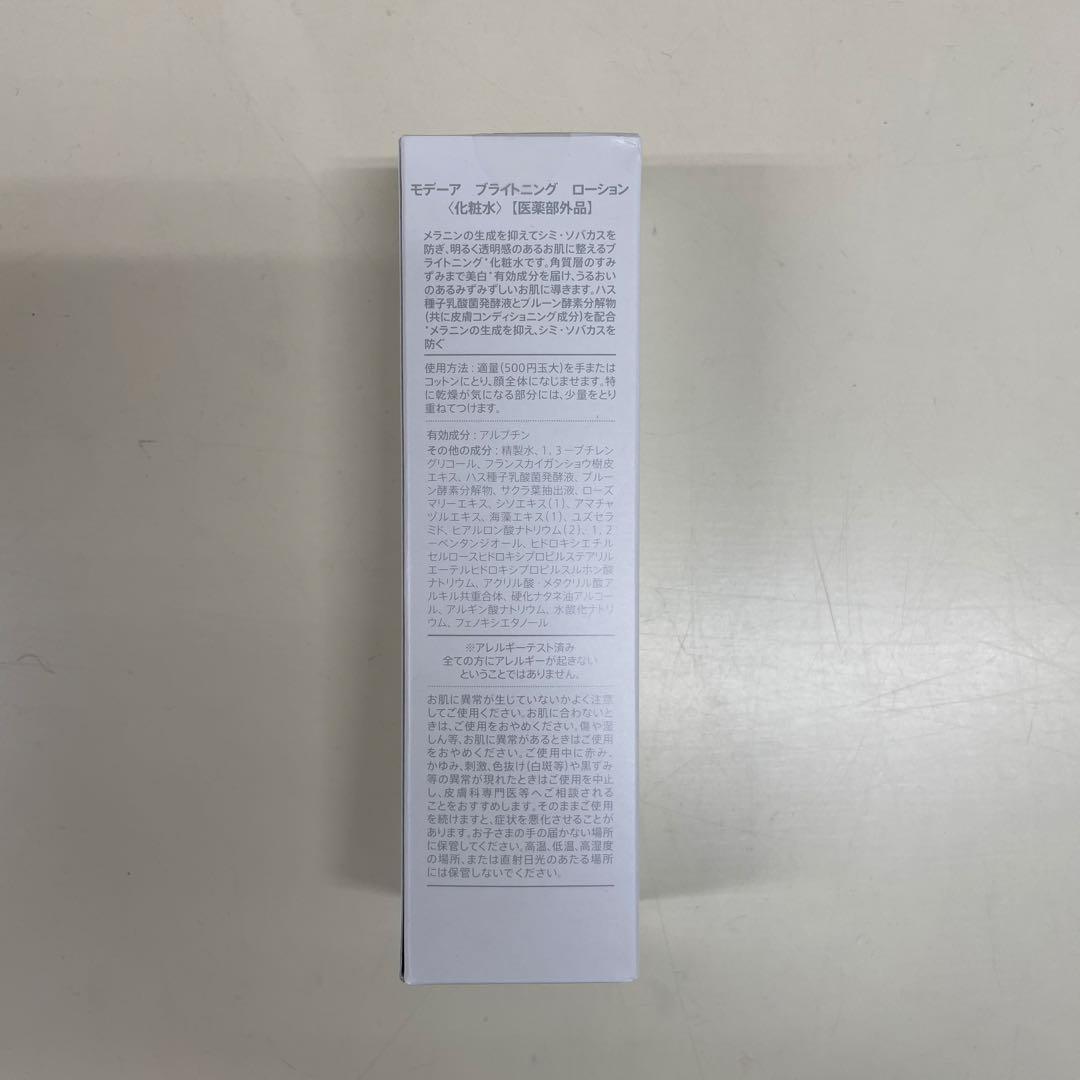 モデーア ブライトニング ローション
〈化粧水〉【医薬部外品】
メラニンの生成を抑えてシミ・ソバカスを
防ぎ、明るく透明感のあるお肌に整えるブ
ライトニング*化粧水です。角質層のすみ
ずみまで美白*有効成分を届け、うるおい
のあるみずみずしいお肌に導きます。ハス
種子乳酸菌発酵液とプルーン酵素分解物
(共に皮膚コンディショニング成分)を配合
*メラニンの生成を抑え、シミ・ソバカスを
防ぐ
使用方法：適量(500円玉大)を手または
コットンにとり、顔全体になじませます。特
に乾燥が気になる部分には、少量をとり
重ねてつけます。
有効成分：アルブチン
その他の成分：精製水、1，3－ブチレン
グリコール、フランスカイガンショウ樹皮
エキス、ハス種子乳酸菌発酵液、プルー
ン酵素分解物、サクラ葉抽出液、ローズ
マリーエキス、シソエキス(1)、アマチャ
ヅルエキス、海藻エキス(1)、ユズセラ
ミド、ヒアルロン酸ナトリウム(2)、1，2
－ペンタンジオール、ヒドロキシエチル
セルロースヒドロキシプロピルステアリル
エーテルヒドロキシプロピルスルホン酸
ナトリウム、アクリル酸・メタクリル酸ア
ルキル共重合体、硬化ナタネ油アルコー
ル、アルギン酸ナトリウム、水酸化ナトリ
ウム、フェノキシエタノール
※アレルギーテスト済み
全ての方にアレルギーが起きない
ということではありません。
お肌に異常が生じていないかよく注意
してご使用ください。お肌に合わないと
きは、ご使用をおやめください。傷や湿
しん等、お肌に異常があるときはご使用
をおやめください。ご使用中に赤み、
かゆみ、刺激、色抜け(白斑等)や黒ずみ
等の異常が現れたときはご使用を中止
し、皮膚科専門医等へご相談される
ことをおすすめします。そのままご使用
を続けますと、症状を悪化させることが
あります。お子さまの手の届かない場所
に保管してください。高温、低温、高湿度
の場所、または直射日光のあたる場所
には保管しないでください。